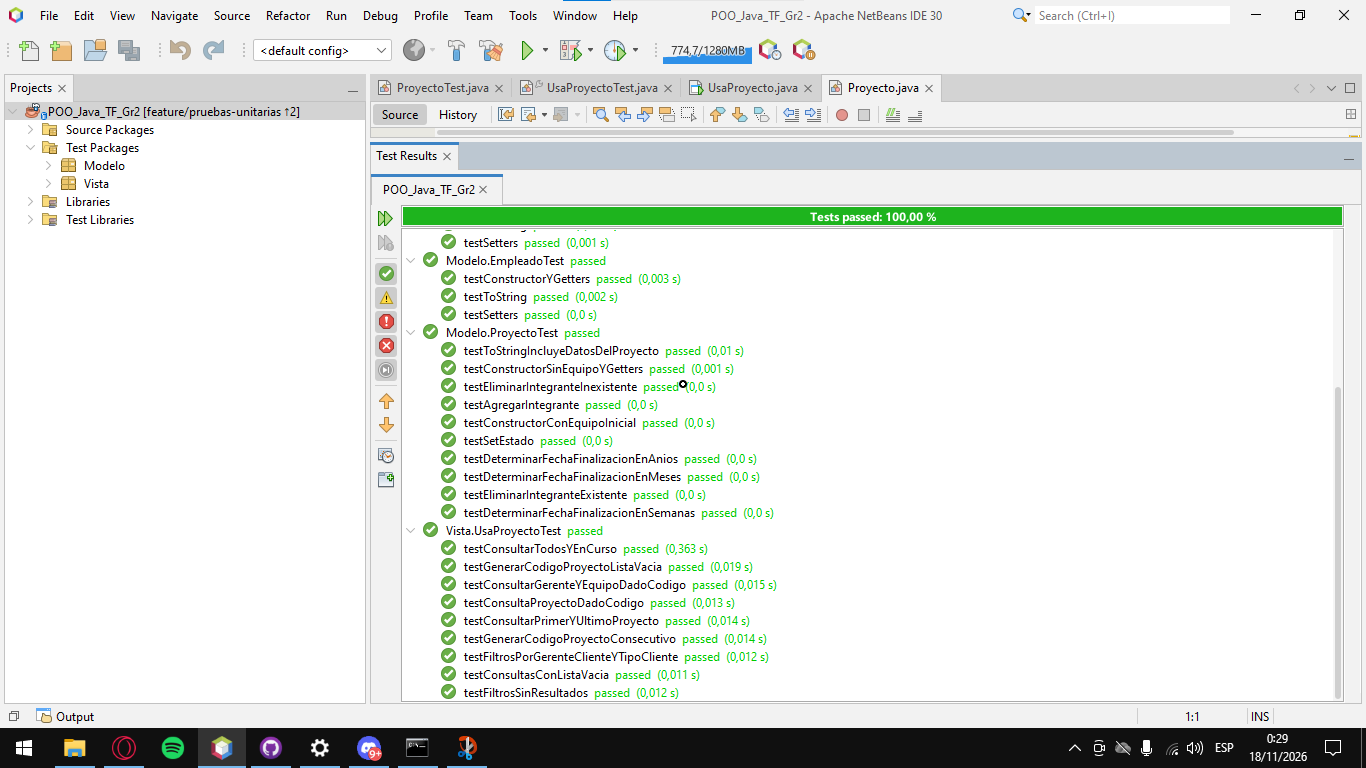 File Edit View Navigate Source Refactor Run Debug Profile Team Tools Window Help POO_Java_TF_Gr2 - Apache NetBeans IDE 30 Search (Ctrl+I)
<default config> 774,7/1280MB
Projects
ProyectoTest.java UsaProyectoTest.java UsaProyecto.java Proyecto.java
POO_Java_TF_Gr2 [feature/pruebas-unitarias ↑2]
Source Packages
Test Packages
Modelo
Vista
Libraries
Test Libraries
Source History
Test Results
POO_Java_TF_Gr2
Tests passed: 100,00 %
testSetters passed (0,001 s)
Modelo.EmpleadoTest passed
testConstructorYGetters passed (0,003 s)
testToString passed (0,002 s)
testSetters passed (0,0 s)
Modelo.ProyectoTest passed
testToStringIncluyeDatosDelProyecto passed (0,01 s)
testConstructorSinEquipoYGetters passed (0,001 s)
testEliminarIntegranteInexistente passed (0,0 s)
testAgregarIntegrante passed (0,0 s)
testConstructorConEquipoInicial passed (0,0 s)
testSetEstado passed (0,0 s)
testDeterminarFechaFinalizacionEnAnios passed (0,0 s)
testDeterminarFechaFinalizacionEnMeses passed (0,0 s)
testEliminarIntegranteExistente passed (0,0 s)
testDeterminarFechaFinalizacionEnSemanas passed (0,0 s)
Vista.UsaProyectoTest passed
testConsultarTodosYEnCurso passed (0,363 s)
testGenerarCodigoProyectoListaVacia passed (0,019 s)
testConsultarGerenteYEquipoDadoCodigo passed (0,015 s)
testConsultaProyectoDadoCodigo passed (0,013 s)
testConsultarPrimerYUltimoProyecto passed (0,014 s)
testGenerarCodigoProyectoConsecutivo passed (0,014 s)
testFiltrosPorGerenteClienteYTipoCliente passed (0,012 s)
testConsultasConListaVacia passed (0,011 s)
testFiltrosSinResultados passed (0,012 s)
Output 1:1 INS
9+ ESP 0:29
18/11/2026